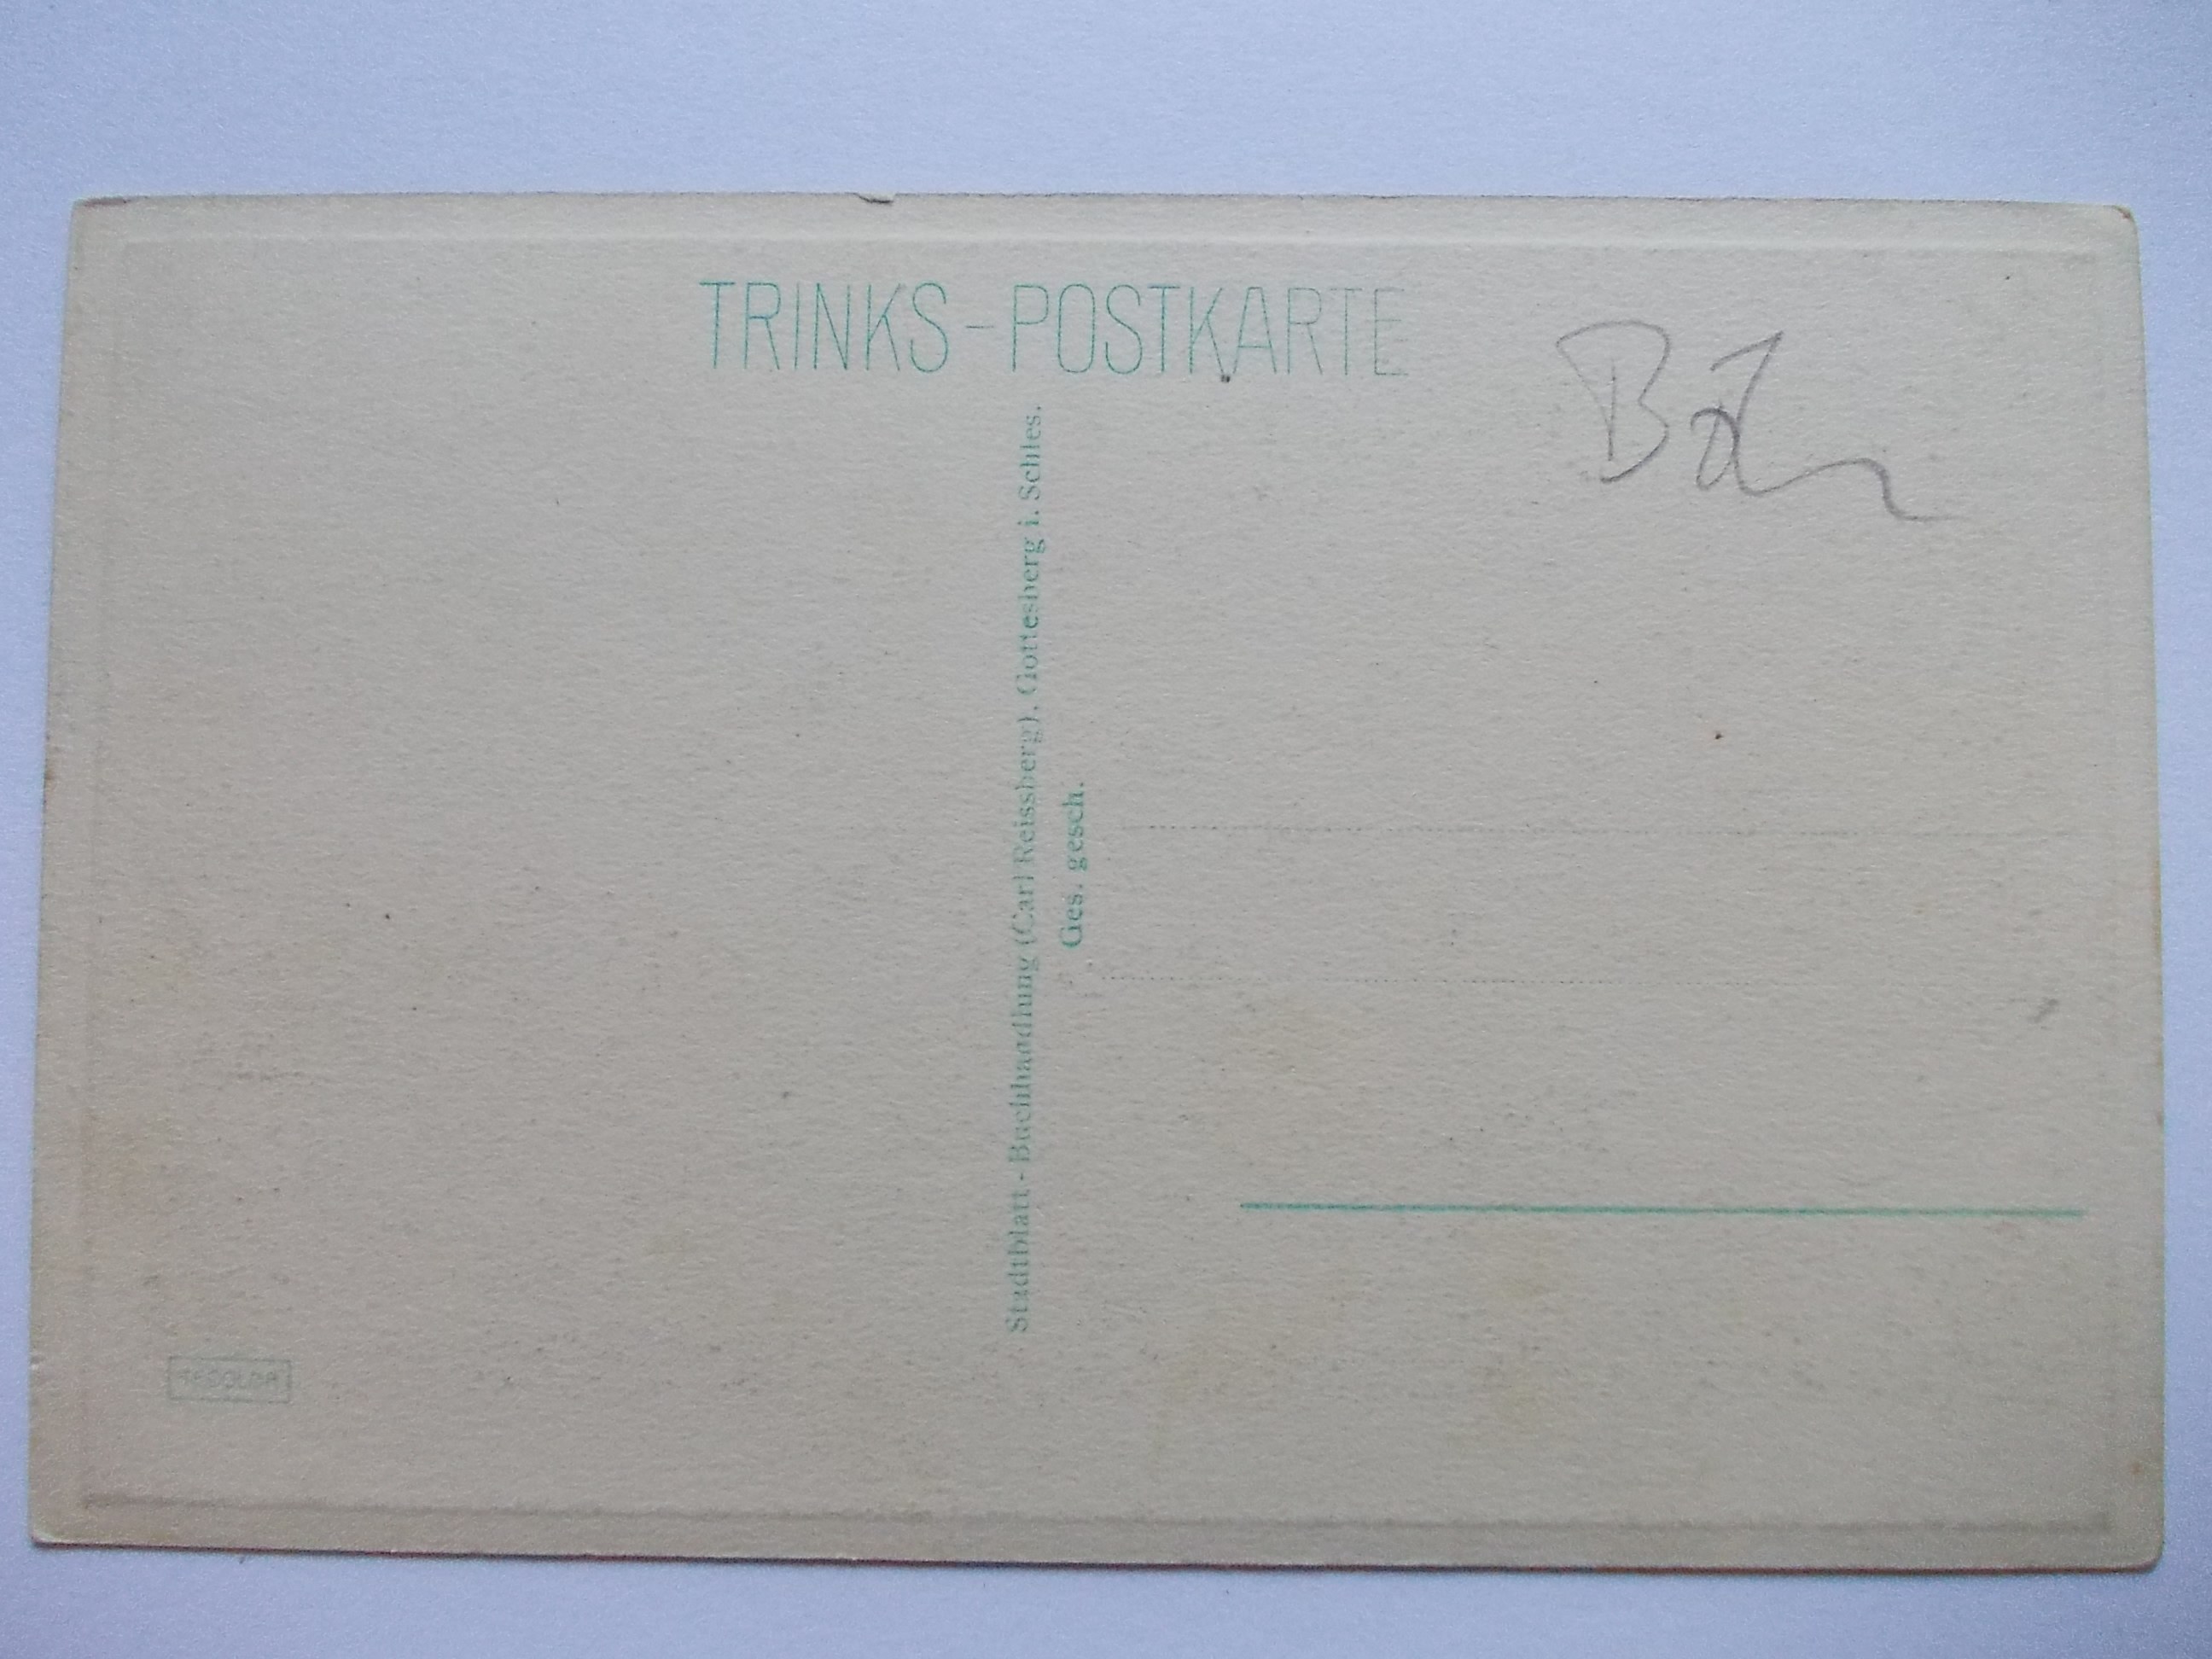 TRINKS-POSTKARTE
Stadtblatt-Buchhandlung (Carl Reissberg), Gottesberg i. Schles.
Ges. gesch.